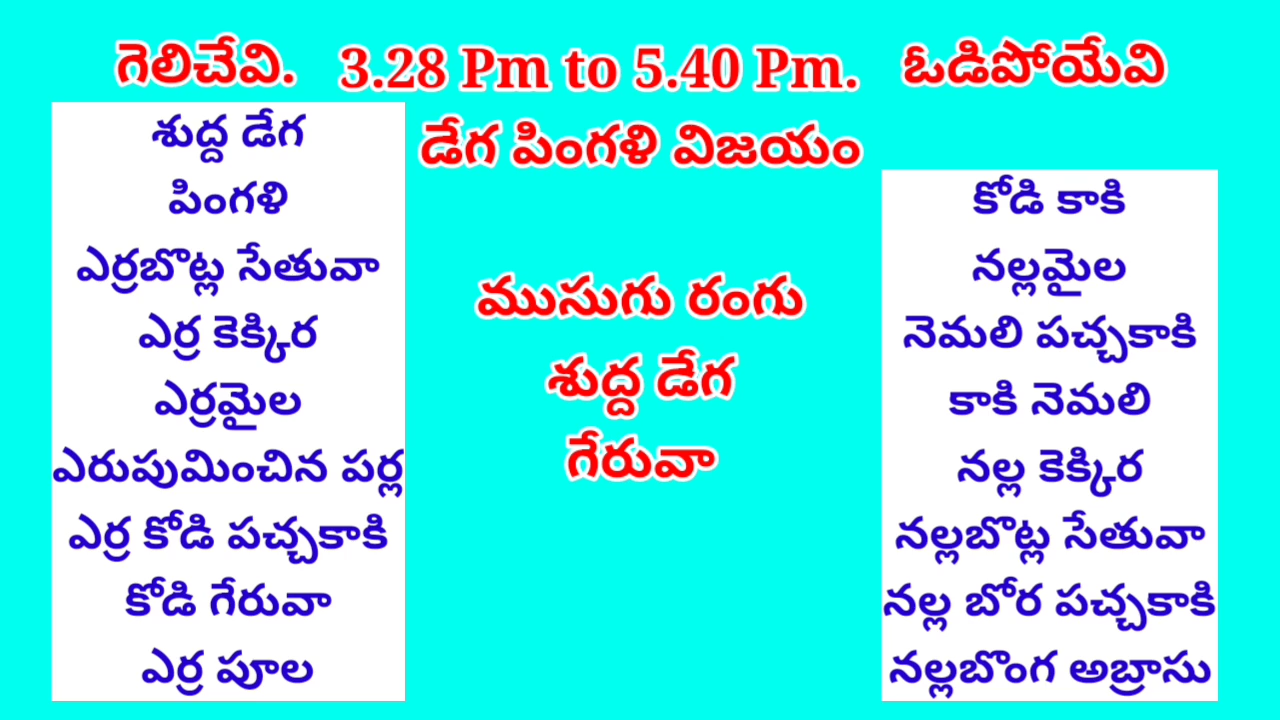 గెలిచేవి. 3.28 Pm to 5.40 Pm. ఓడిపోయేవి
డేగ పింగళి విజయం
శుద్ద డేగ
పింగళి
ఎర్రబొట్ల సేతువా
ఎర్ర కెక్కిర
ఎర్రమైల
ఎరుపుమించిన పర్ల
ఎర్ర కోడి పచ్చకాకి
కోడి గేరువా
ఎర్ర పూల
ముసుగు రంగు
శుద్ద డేగ
గేరువా
కోడి కాకి
నల్లమైల
నెమలి పచ్చకాకి
కాకి నెమలి
నల్ల కెక్కిర
నల్లబొట్ల సేతువా
నల్ల బోర పచ్చకాకి
నల్లబొంగ అబ్రాసు